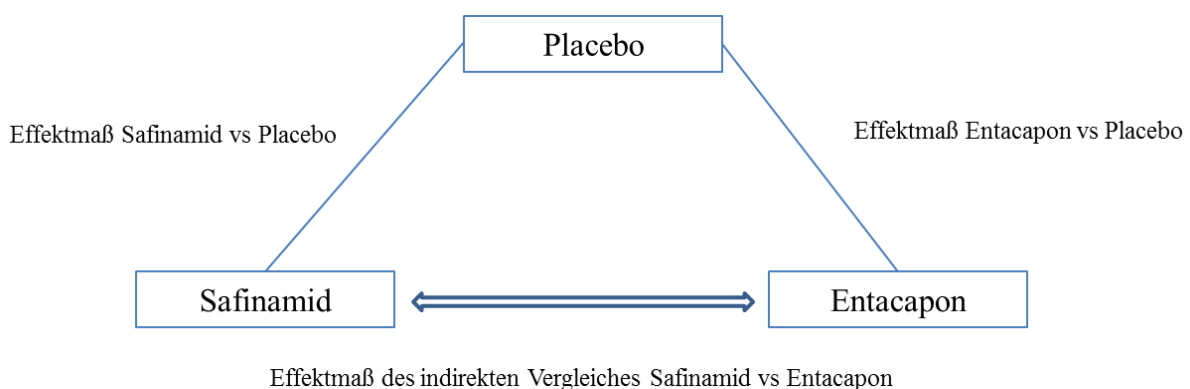 Placebo
Effektmaß Safinamid vs Placebo
Effektmaß Entacapon vs Placebo
Safinamid
Entacapon
Effektmaß des indirekten Vergleiches Safinamid vs Entacapon